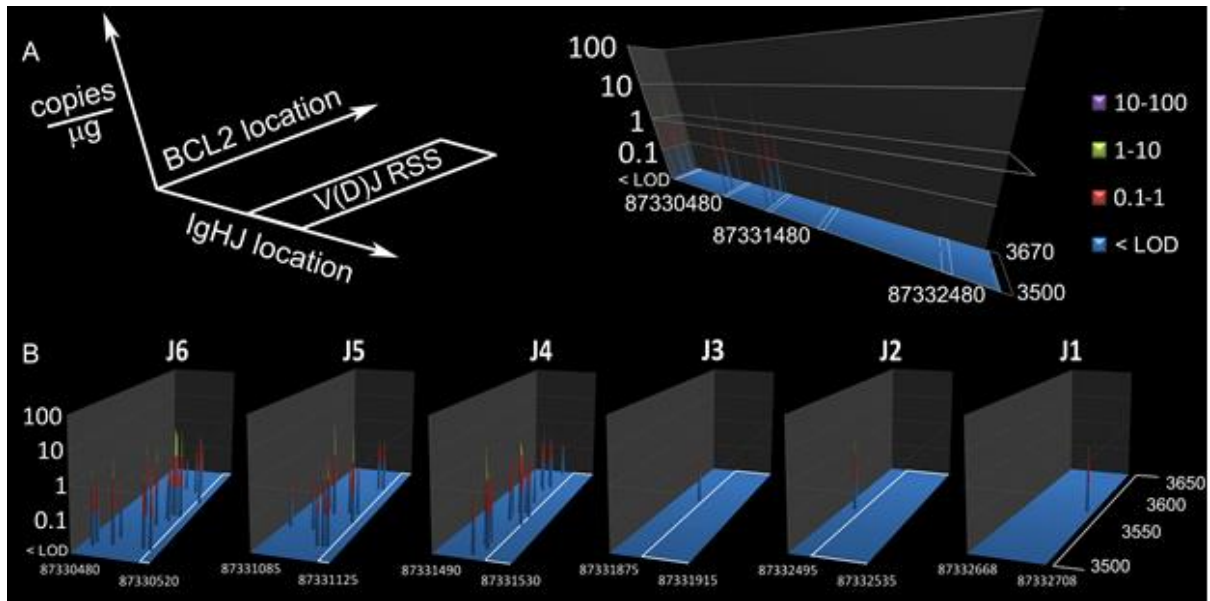 A
copies
μg
BCL2 location
V(D)J RSS
IgHJ location
100
10
1
0.1
< LOD
87330480
87331480
87332480
3670
3500
10-100
1-10
0.1-1
< LOD
B
J6
J5
J4
J3
J2
J1
100
10
1
0.1
< LOD
87330480
87330520
87331085
87331125
87331490
87331530
87331875
87331915
87332495
87332535
87332668
87332708
3650
3600
3550
3500